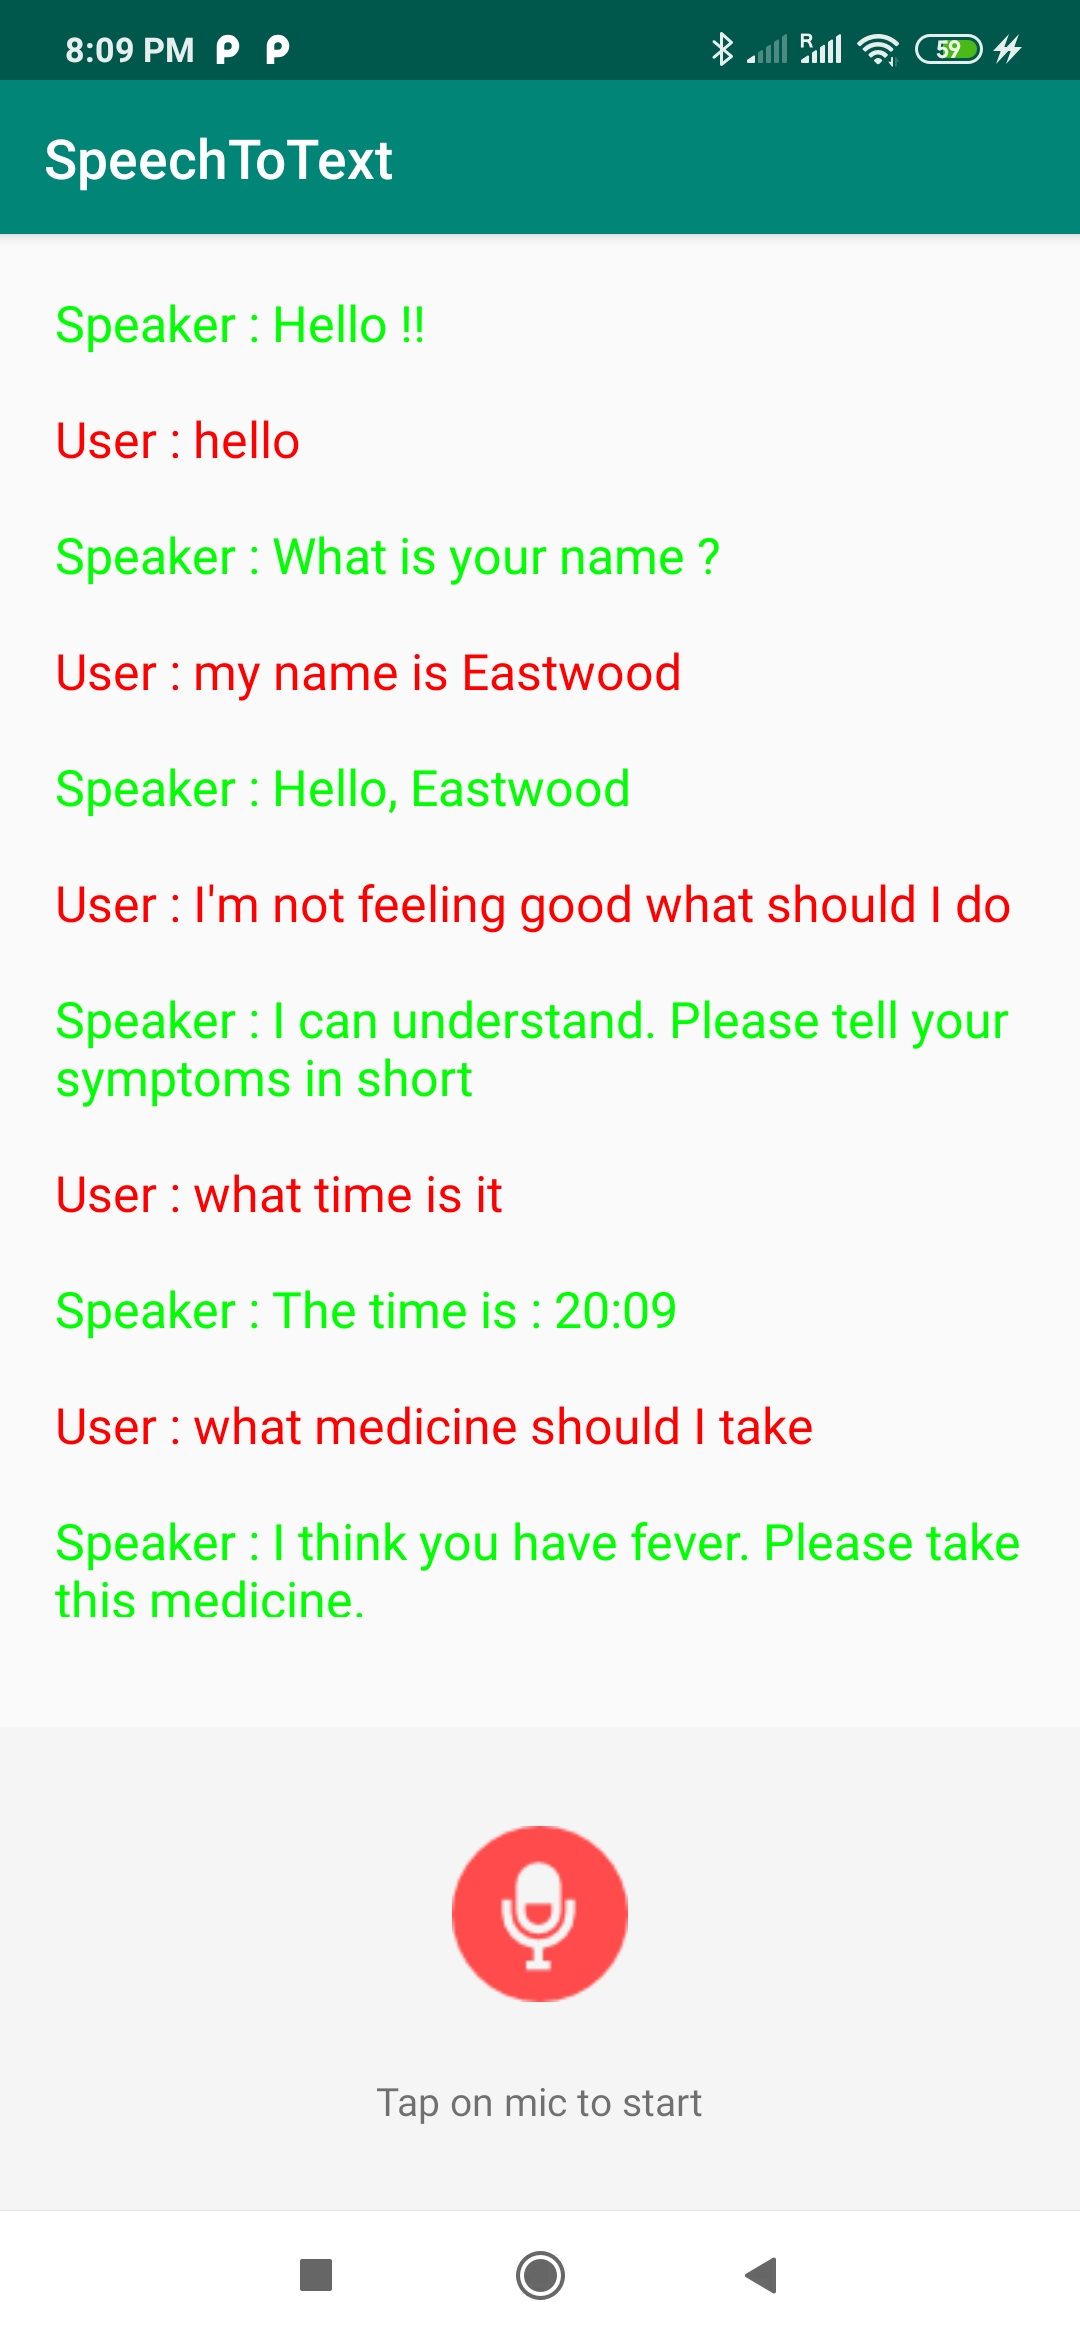 8:09 PM
R
59
SpeechToText
Speaker : Hello !!
User : hello
Speaker : What is your name ?
User : my name is Eastwood
Speaker : Hello, Eastwood
User : I'm not feeling good what should I do
Speaker : I can understand. Please tell your
symptoms in short
User : what time is it
Speaker : The time is : 20:09
User : what medicine should I take
Speaker : I think you have fever. Please take
this medicine.
Tap on mic to start